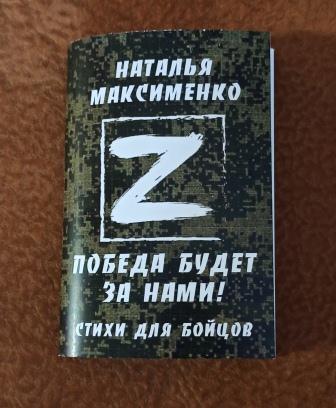 НАТАЛЬЯ
МАКСИМЕНКО
Z
ПОБЕДА БУДЕТ
ЗА НАМИ!
СТИХИ ДЛЯ БОЙЦОВ